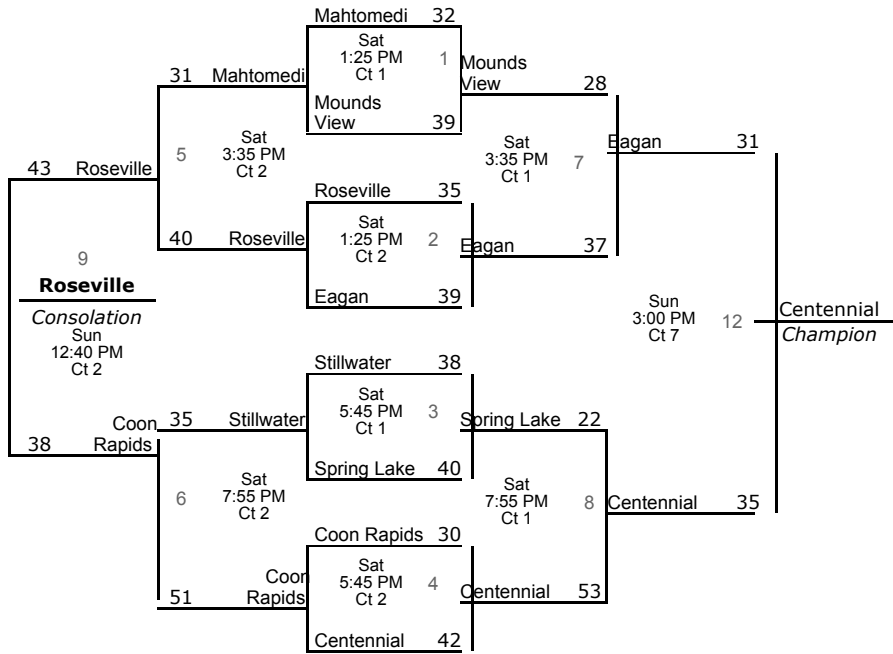 Mahtomedi 32
Sat
1:25 PM
Ct 1
1
31 Mahtomedi
Mounds
View 28
Mounds
View 39
Sat
3:35 PM
Ct 2
5
Sat
3:35 PM
Ct 1
7
Eagan 31
43 Roseville
Roseville 35
Sat
1:25 PM
Ct 2
2
40 Roseville
Eagan 37
9
Roseville
Consolation
Sun
12:40 PM
Ct 2
Eagan 39
Sun
3:00 PM
Ct 7
12
Centennial
Champion
Stillwater 38
Sat
5:45 PM
Ct 1
3
35 Stillwater
Spring Lake 22
Coon
Rapids
38
Spring Lake 40
Sat
7:55 PM
Ct 2
6
Sat
7:55 PM
Ct 1
8
Centennial 35
Coon Rapids 30
Sat
5:45 PM
Ct 2
4
Coon
Rapids
51
Centennial 53
Centennial 42